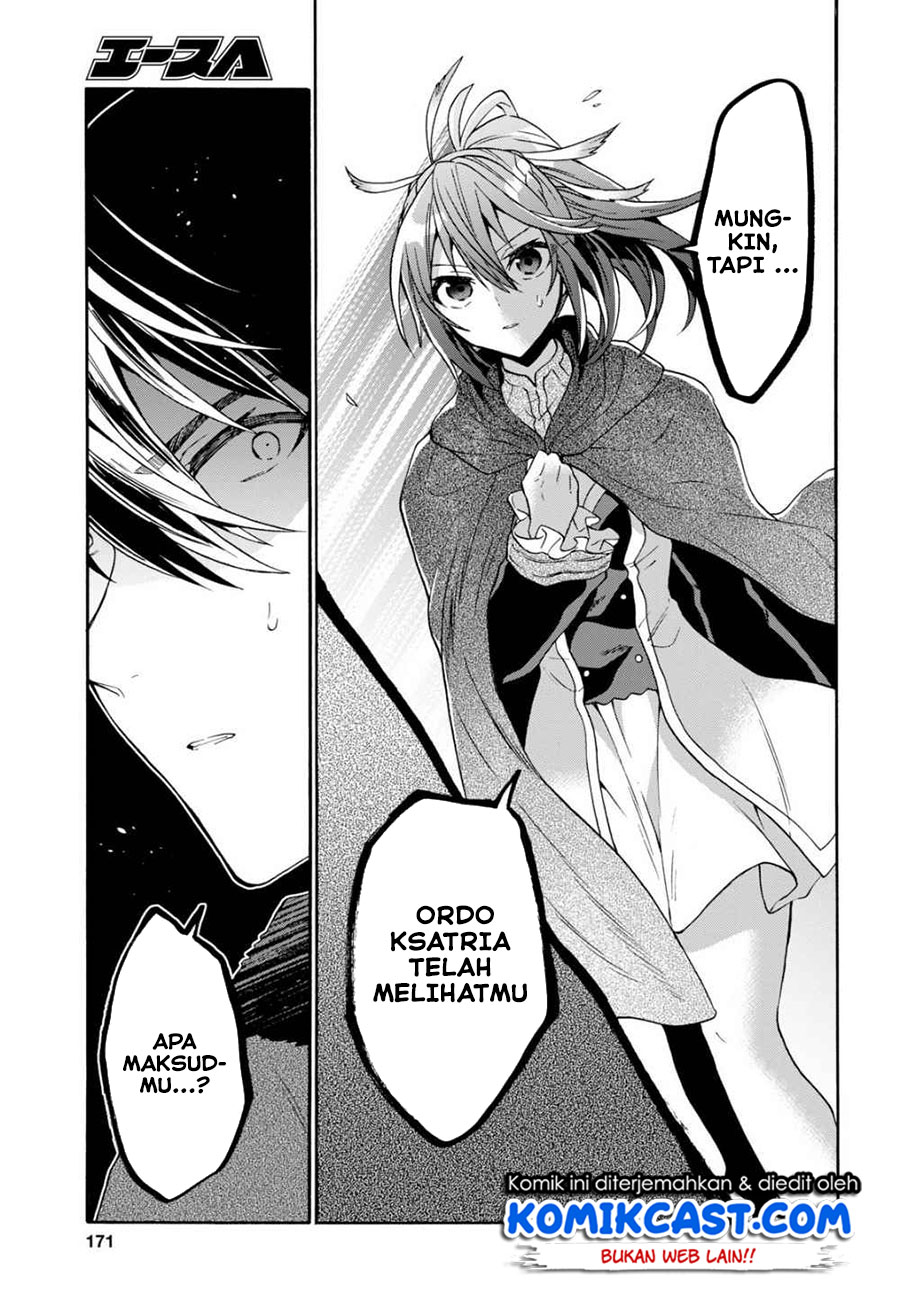 エースA
MUNG-
KIN,
TAPI ...
ORDO
KSATRIA
TELAH
MELIHATMU
APA
MAKSUD-
MU...?
171
Komik ini diterjemahkan & diedit oleh
KOMIKCAST.COM
BUKAN WEB LAIN!!